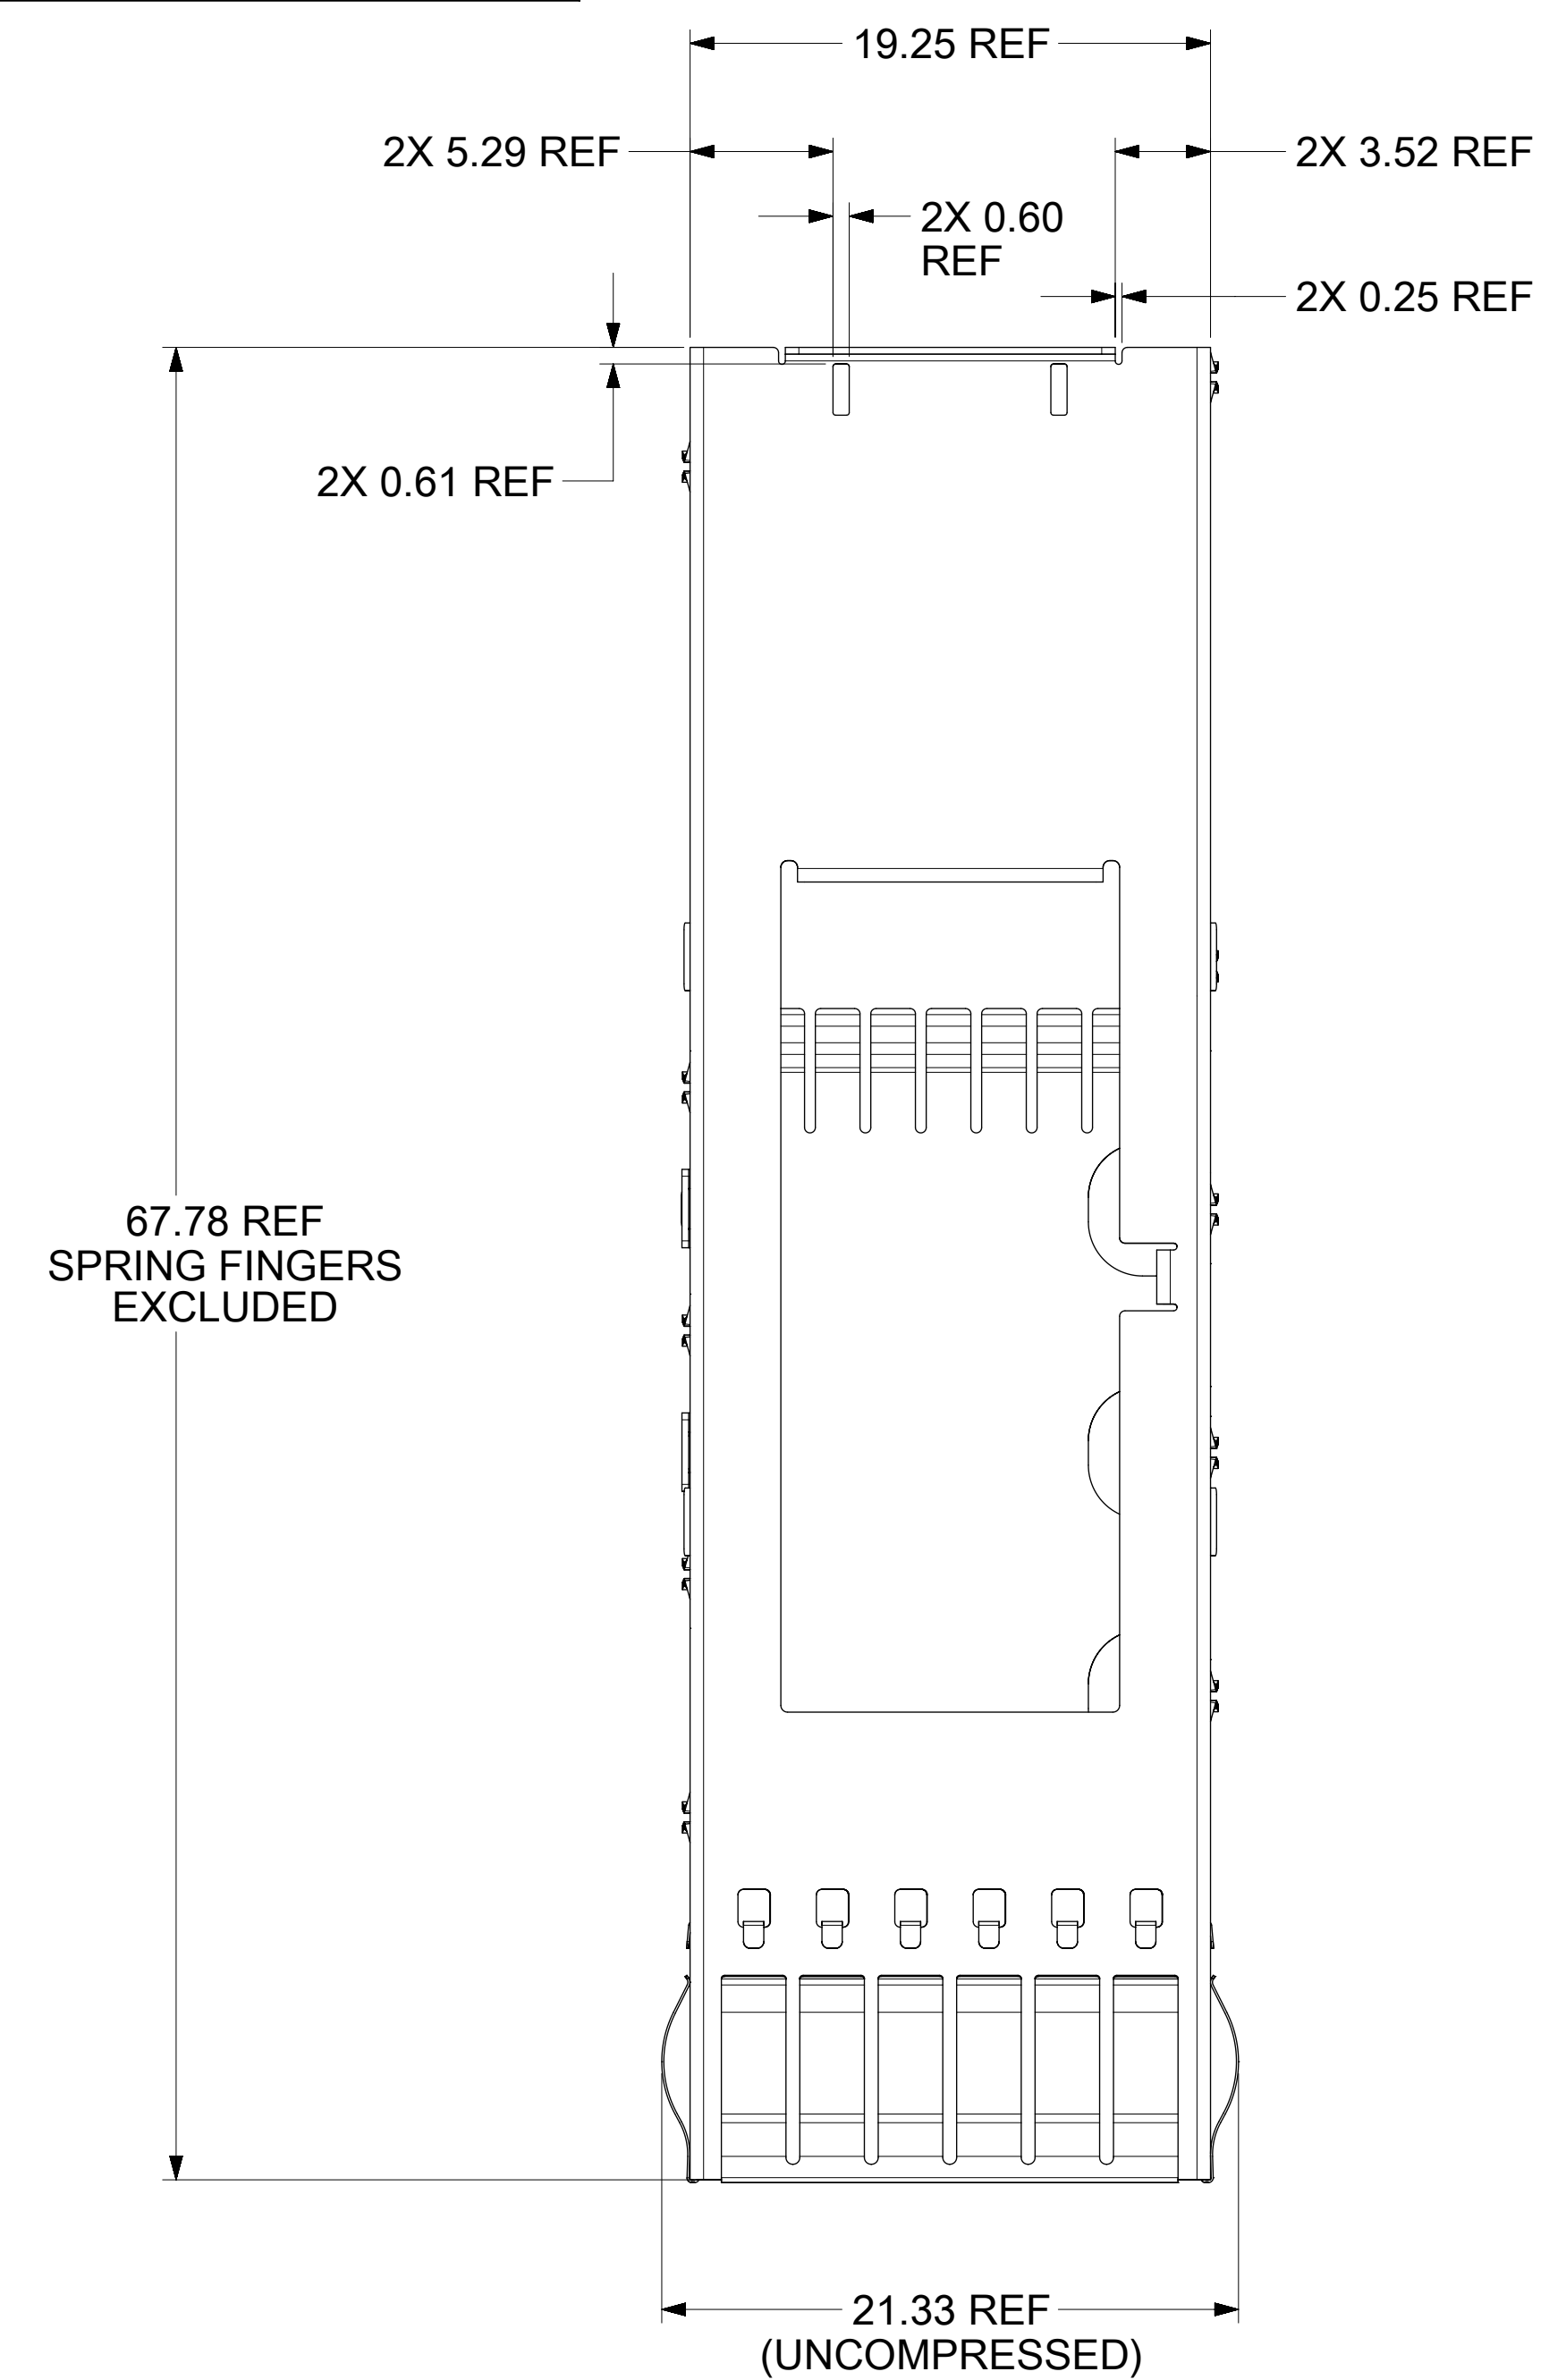 19.25 REF
2X 5.29 REF
2X 3.52 REF
2X 0.60
REF
2X 0.25 REF
2X 0.61 REF
67.78 REF
SPRING FINGERS
EXCLUDED
21.33 REF
(UNCOMPRESSED)